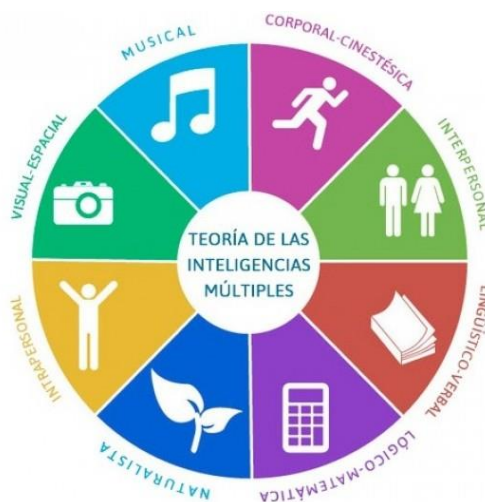 MUSICAL
CORPORAL-CINESTÉSICA
INTERPERSONAL
LINGÜÍSTICO-VERBAL
LÓGICO-MATEMÁTICA
NATURALISTA
INTRAPERSONAL
VISUAL-ESPACIAL
TEORÍA DE LAS
INTELIGENCIAS
MÚLTIPLES